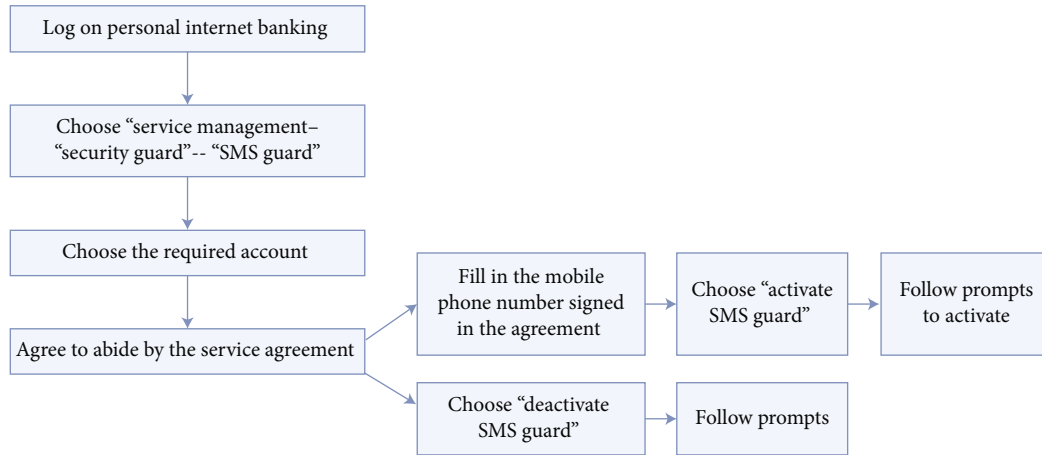 Log on personal internet banking
Choose “service management–
“security guard”-- “SMS guard”
Choose the required account
Agree to abide by the service agreement
Fill in the mobile
phone number signed
in the agreement
Choose “activate
SMS guard”
Follow prompts
to activate
Choose “deactivate
SMS guard”
Follow prompts